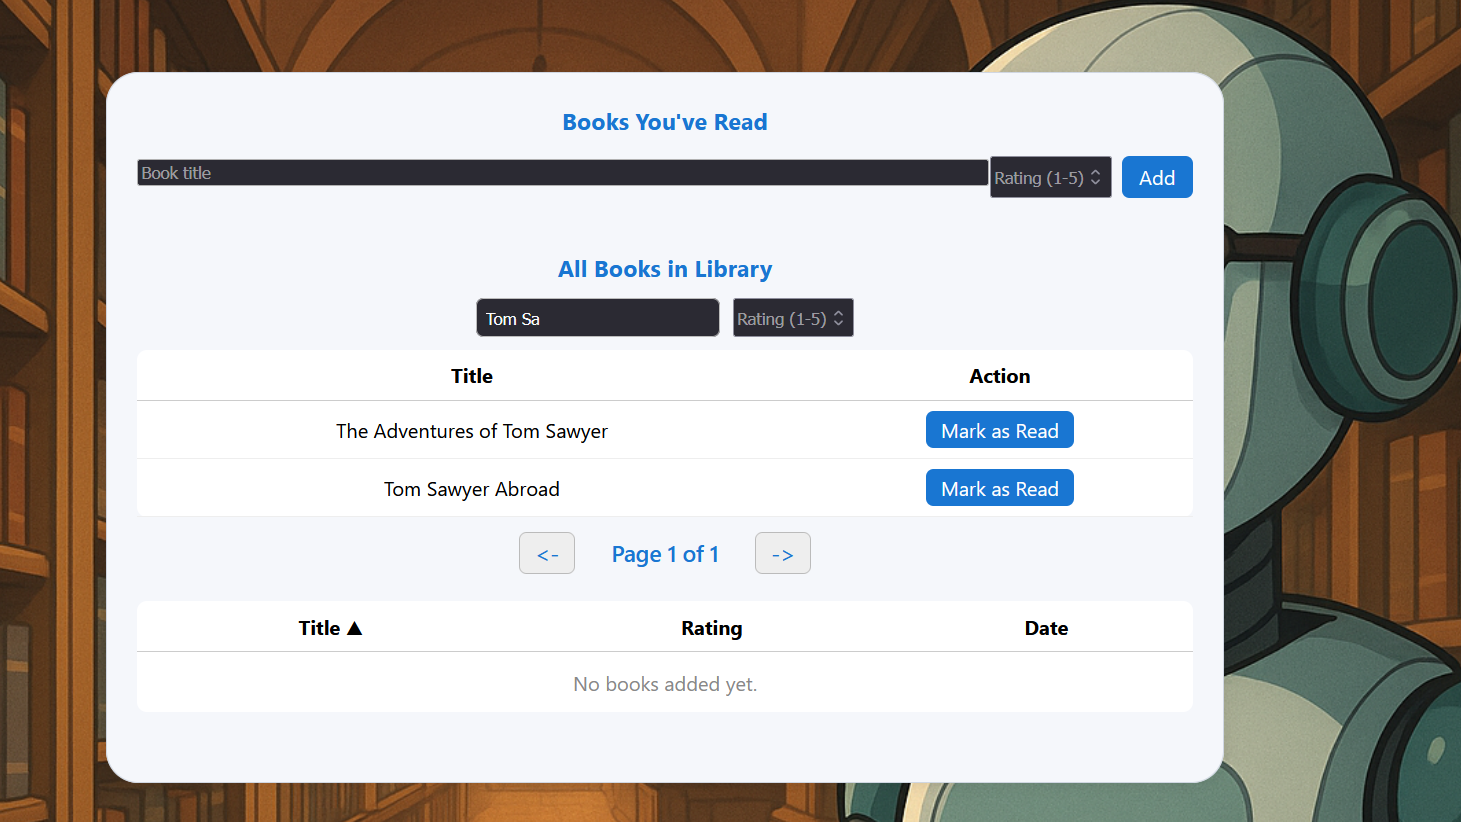 Books You've Read
Book title
Rating (1-5)
Add
All Books in Library
Tom Sa
Rating (1-5)
Title Action
The Adventures of Tom Sawyer Mark as Read
Tom Sawyer Abroad Mark as Read
<- Page 1 of 1 ->
Title ▲ Rating Date
No books added yet.